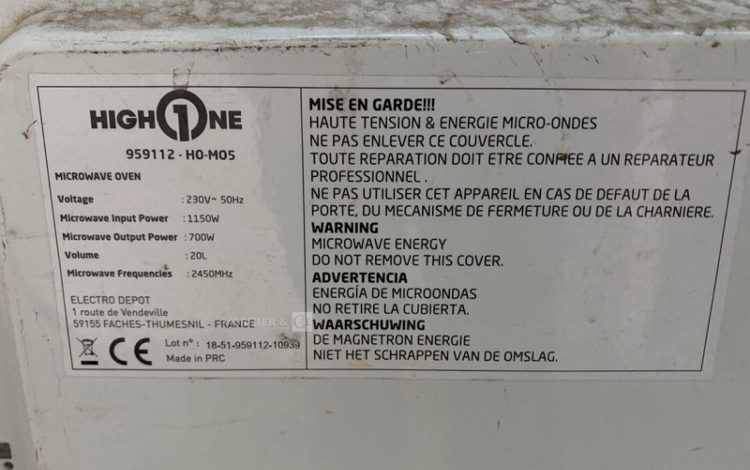 HIGH 1NE
959112 - HO-MO5
MICROWAVE OVEN
Voltage : 230V~ 50Hz
Microwave Input Power : 1150W
Microwave Output Power : 700W
Volume : 20L
Microwave Frequencies : 2450MHz
ELECTRO DEPOT
1 route de Vendeville
59155 FACHES-THUMESNIL - FRANCE
CE
Lot n° : 18-51-959112-10939
Made in PRC
MISE EN GARDE!!!
HAUTE TENSION & ENERGIE MICRO-ONDES
NE PAS ENLEVER CE COUVERCLE.
TOUTE REPARATION DOIT ETRE CONFIEE A UN REPARATEUR
PROFESSIONNEL .
NE PAS UTILISER CET APPAREIL EN CAS DE DEFAUT DE LA
PORTE, DU MECANISME DE FERMETURE OU DE LA CHARNIERE.
WARNING
MICROWAVE ENERGY
DO NOT REMOVE THIS COVER.
ADVERTENCIA
ENERGÍA DE MICROONDAS
NO RETIRE LA CUBIERTA.
WAARSCHUWING
DE MAGNETRON ENERGIE
NIET HET SCHRAPPEN VAN DE OMSLAG.